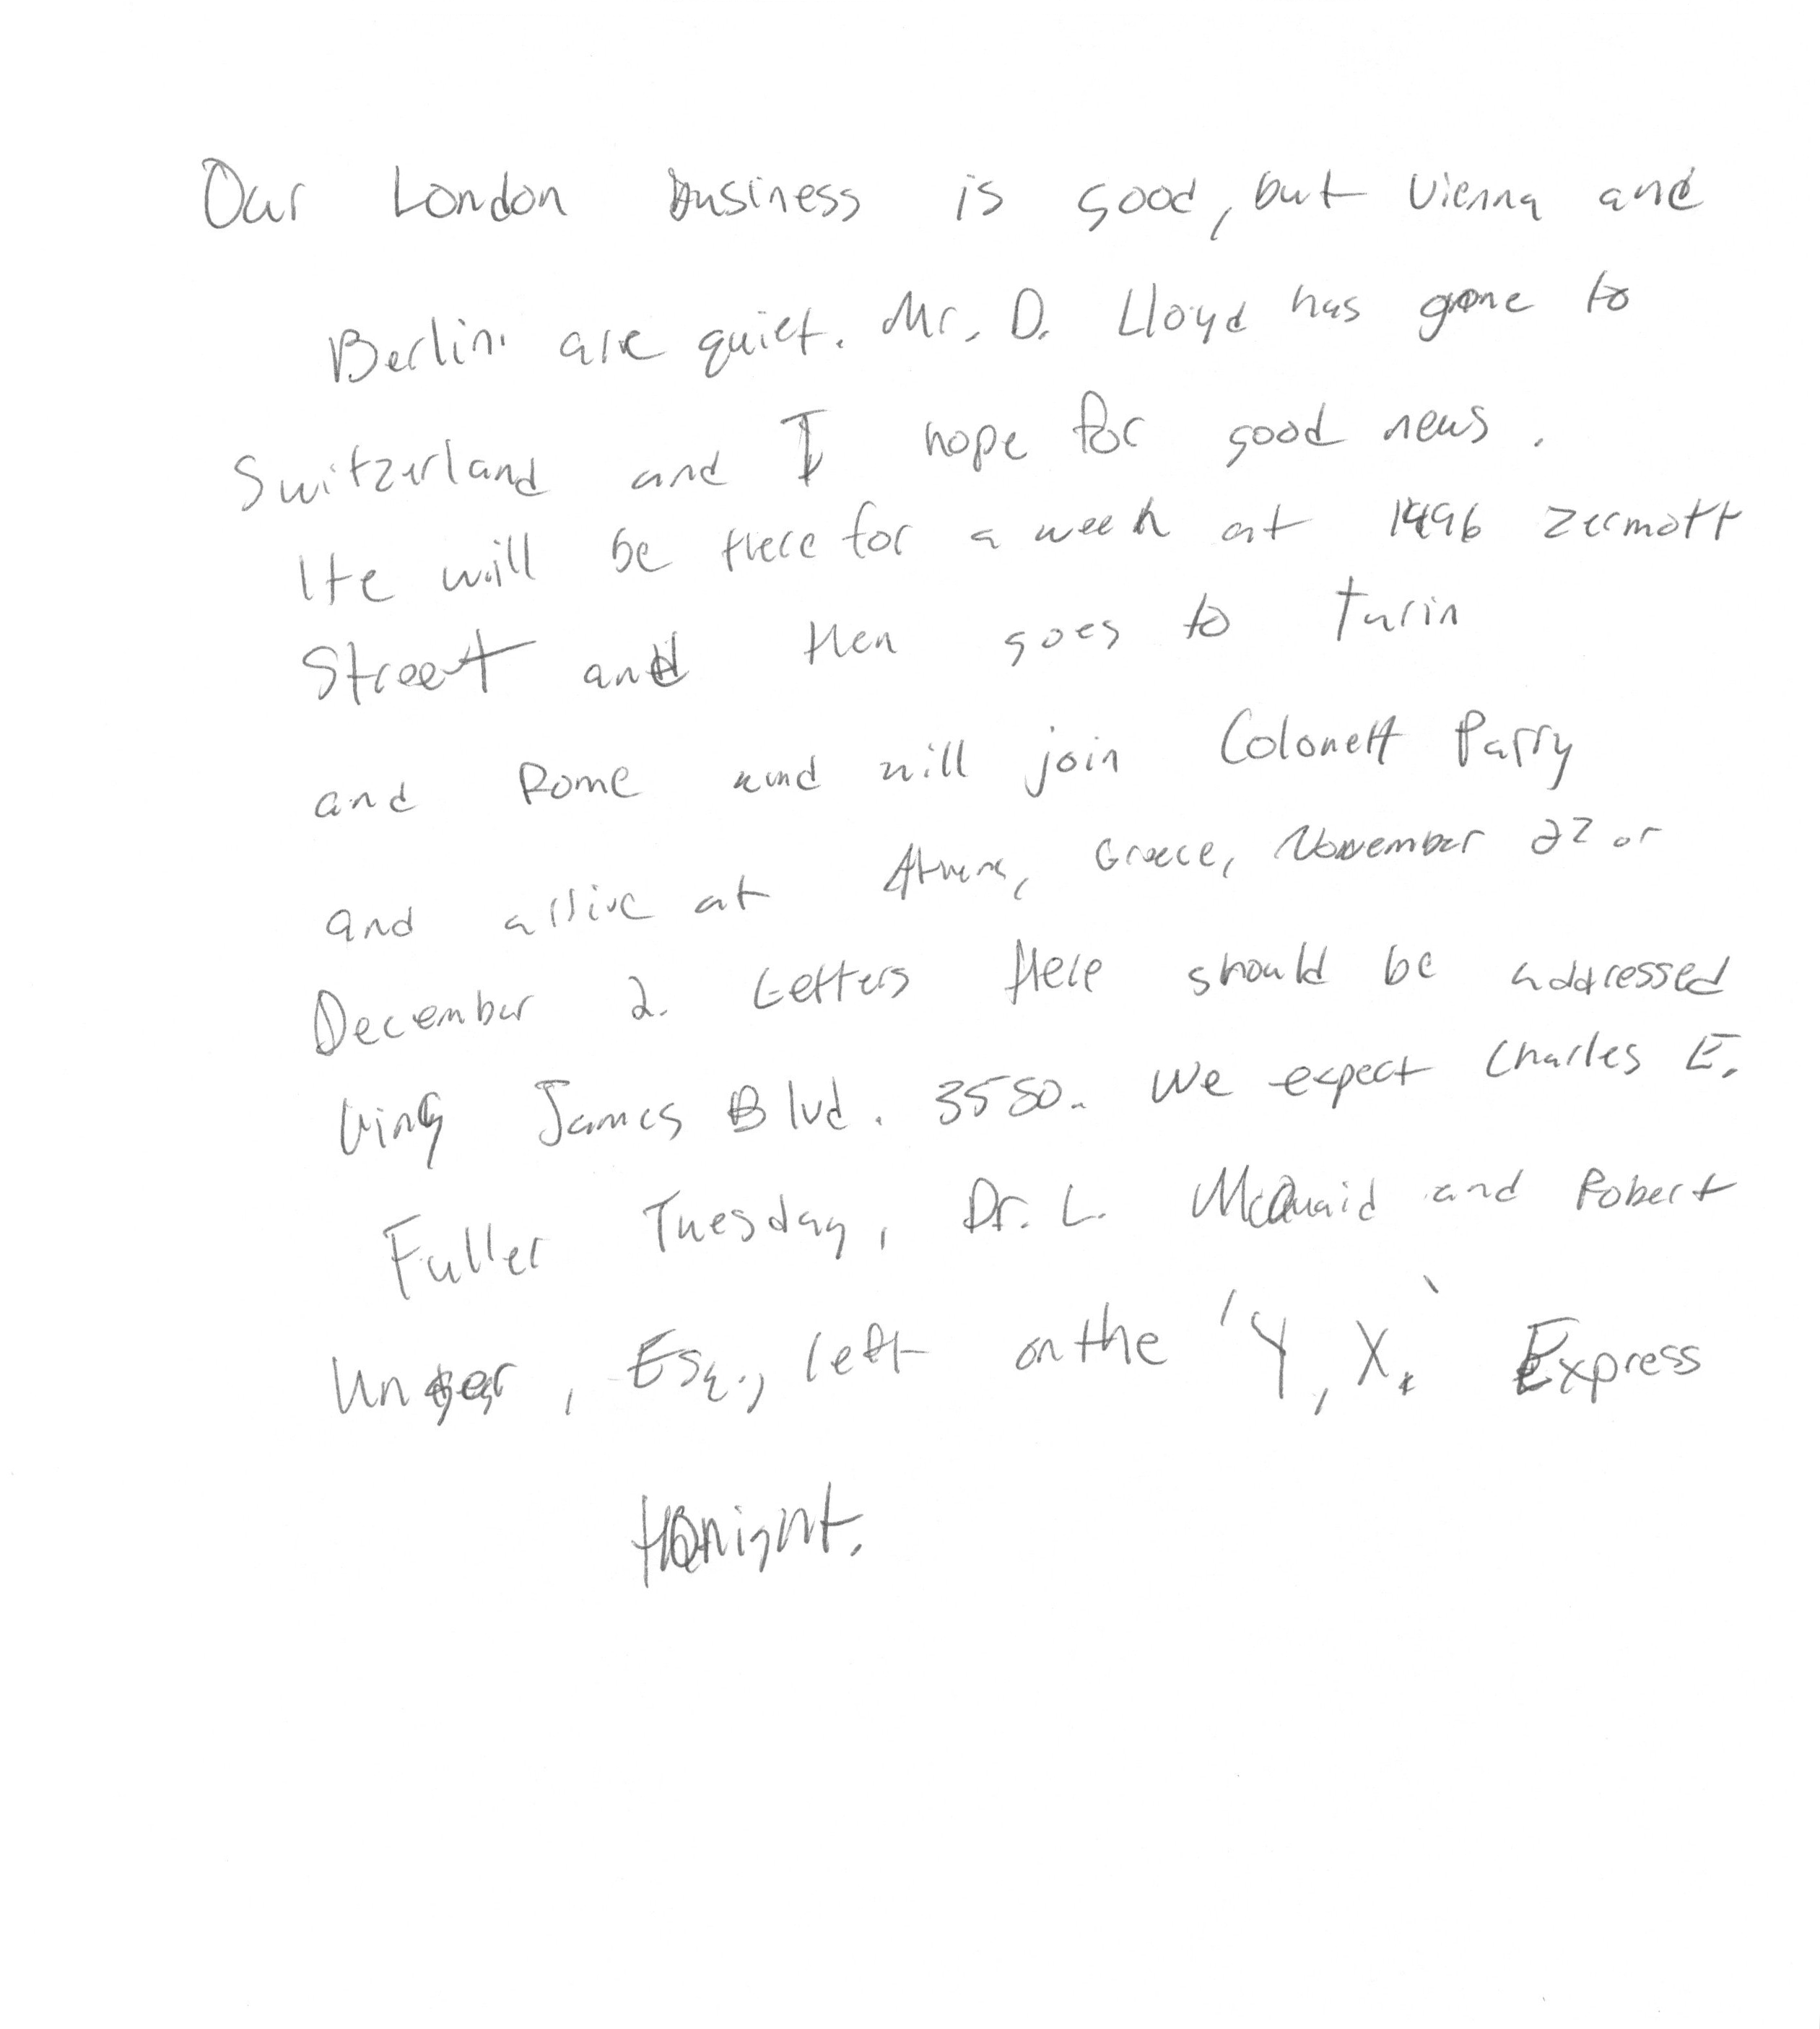 Our London business is good, but Vienna and
Berlin are quiet. Mr. D. Lloyd has gone to
Switzerland and I hope for good news.
He will be there for a week at 1496 Zermott
Street and then goes to Turin
and Rome and will join Colonell Parry
and arrive at Athens, Greece, November 27 or
December 2. Letters there should be addressed
King James Blvd. 3580. We expect Charles E.
Fuller Tuesday, Dr. L. McQuaid and Robert
Unger, Esq., left on the 'Y, X.' Express
tonight.